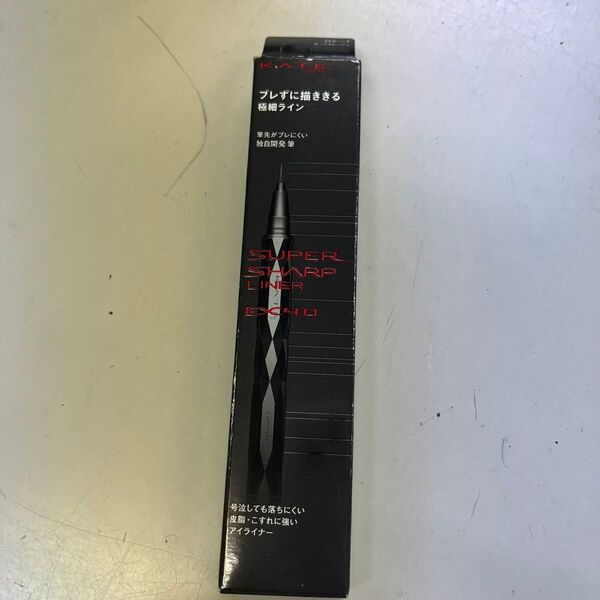 KATE
ブレずに描ききる
極細ライン
筆先がブレにくい
独自開発 筆
SUPER
SHARP
LINER
EX4.0
号泣しても落ちにくい
皮脂・こすれに強い
アイライナー